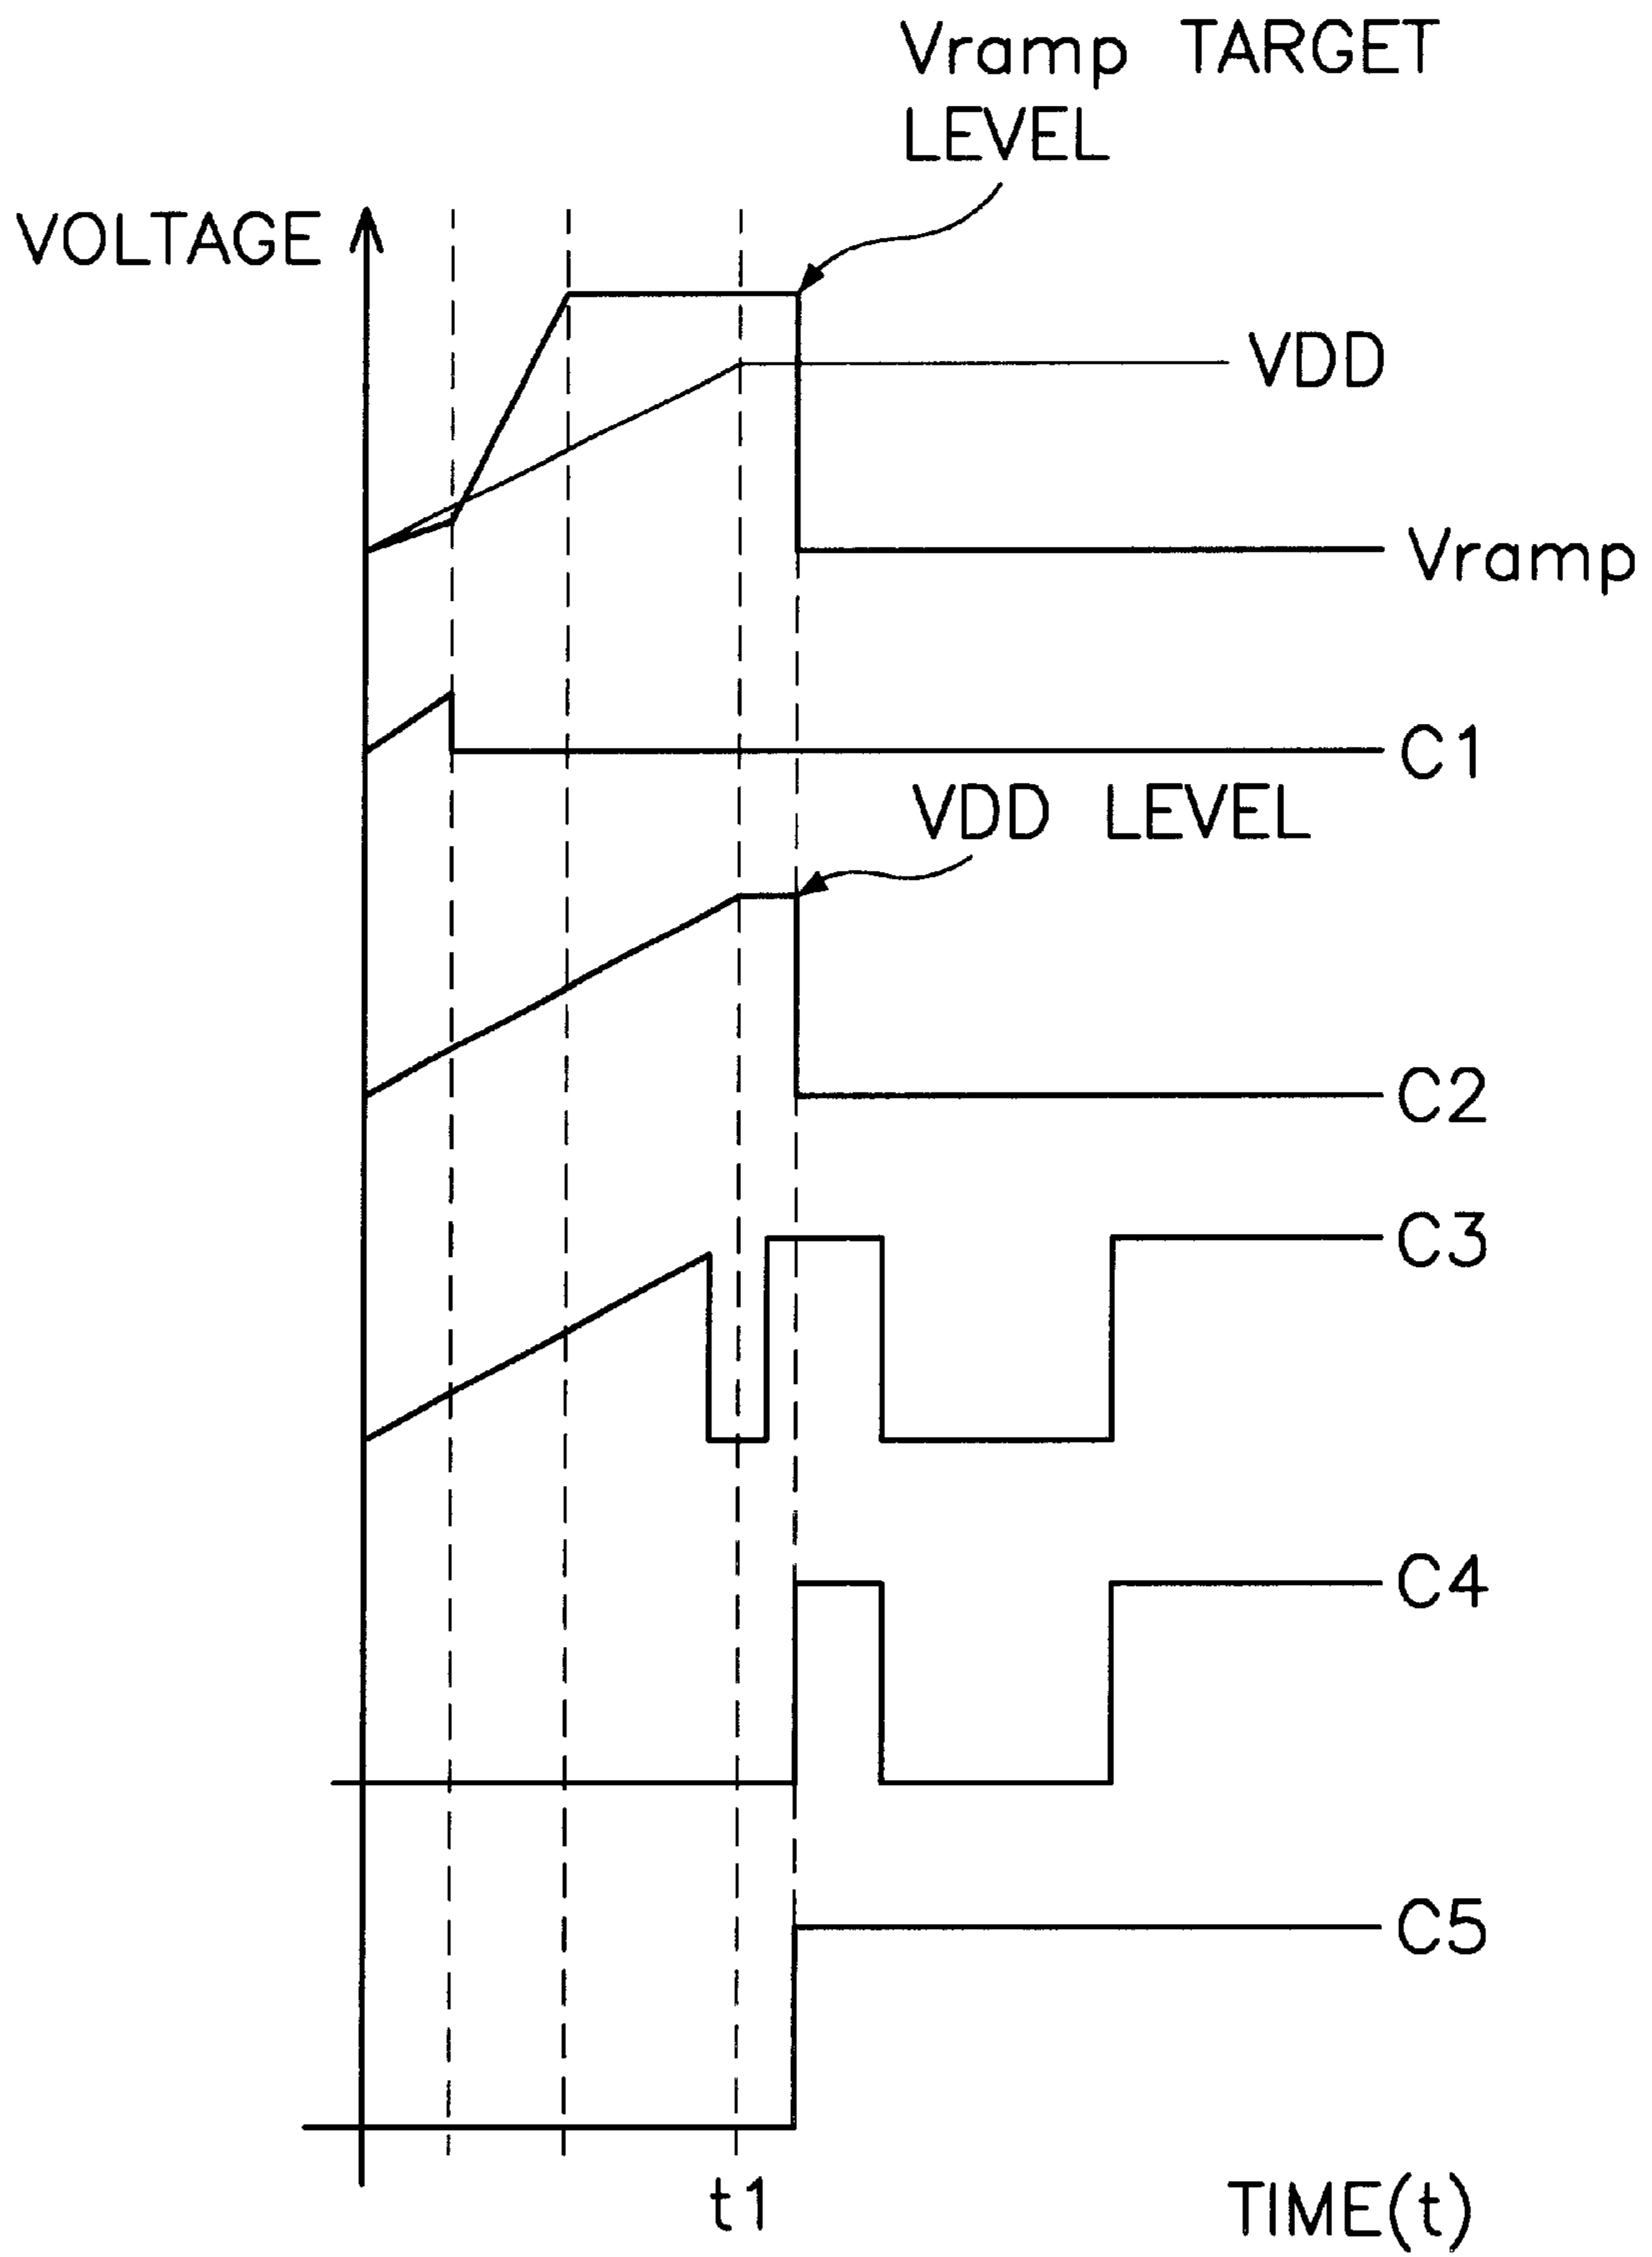 Vramp TARGET
LEVEL
VOLTAGE
VDD
Vramp
C1
VDD LEVEL
C2
C3
C4
C5
t1
TIME(t)